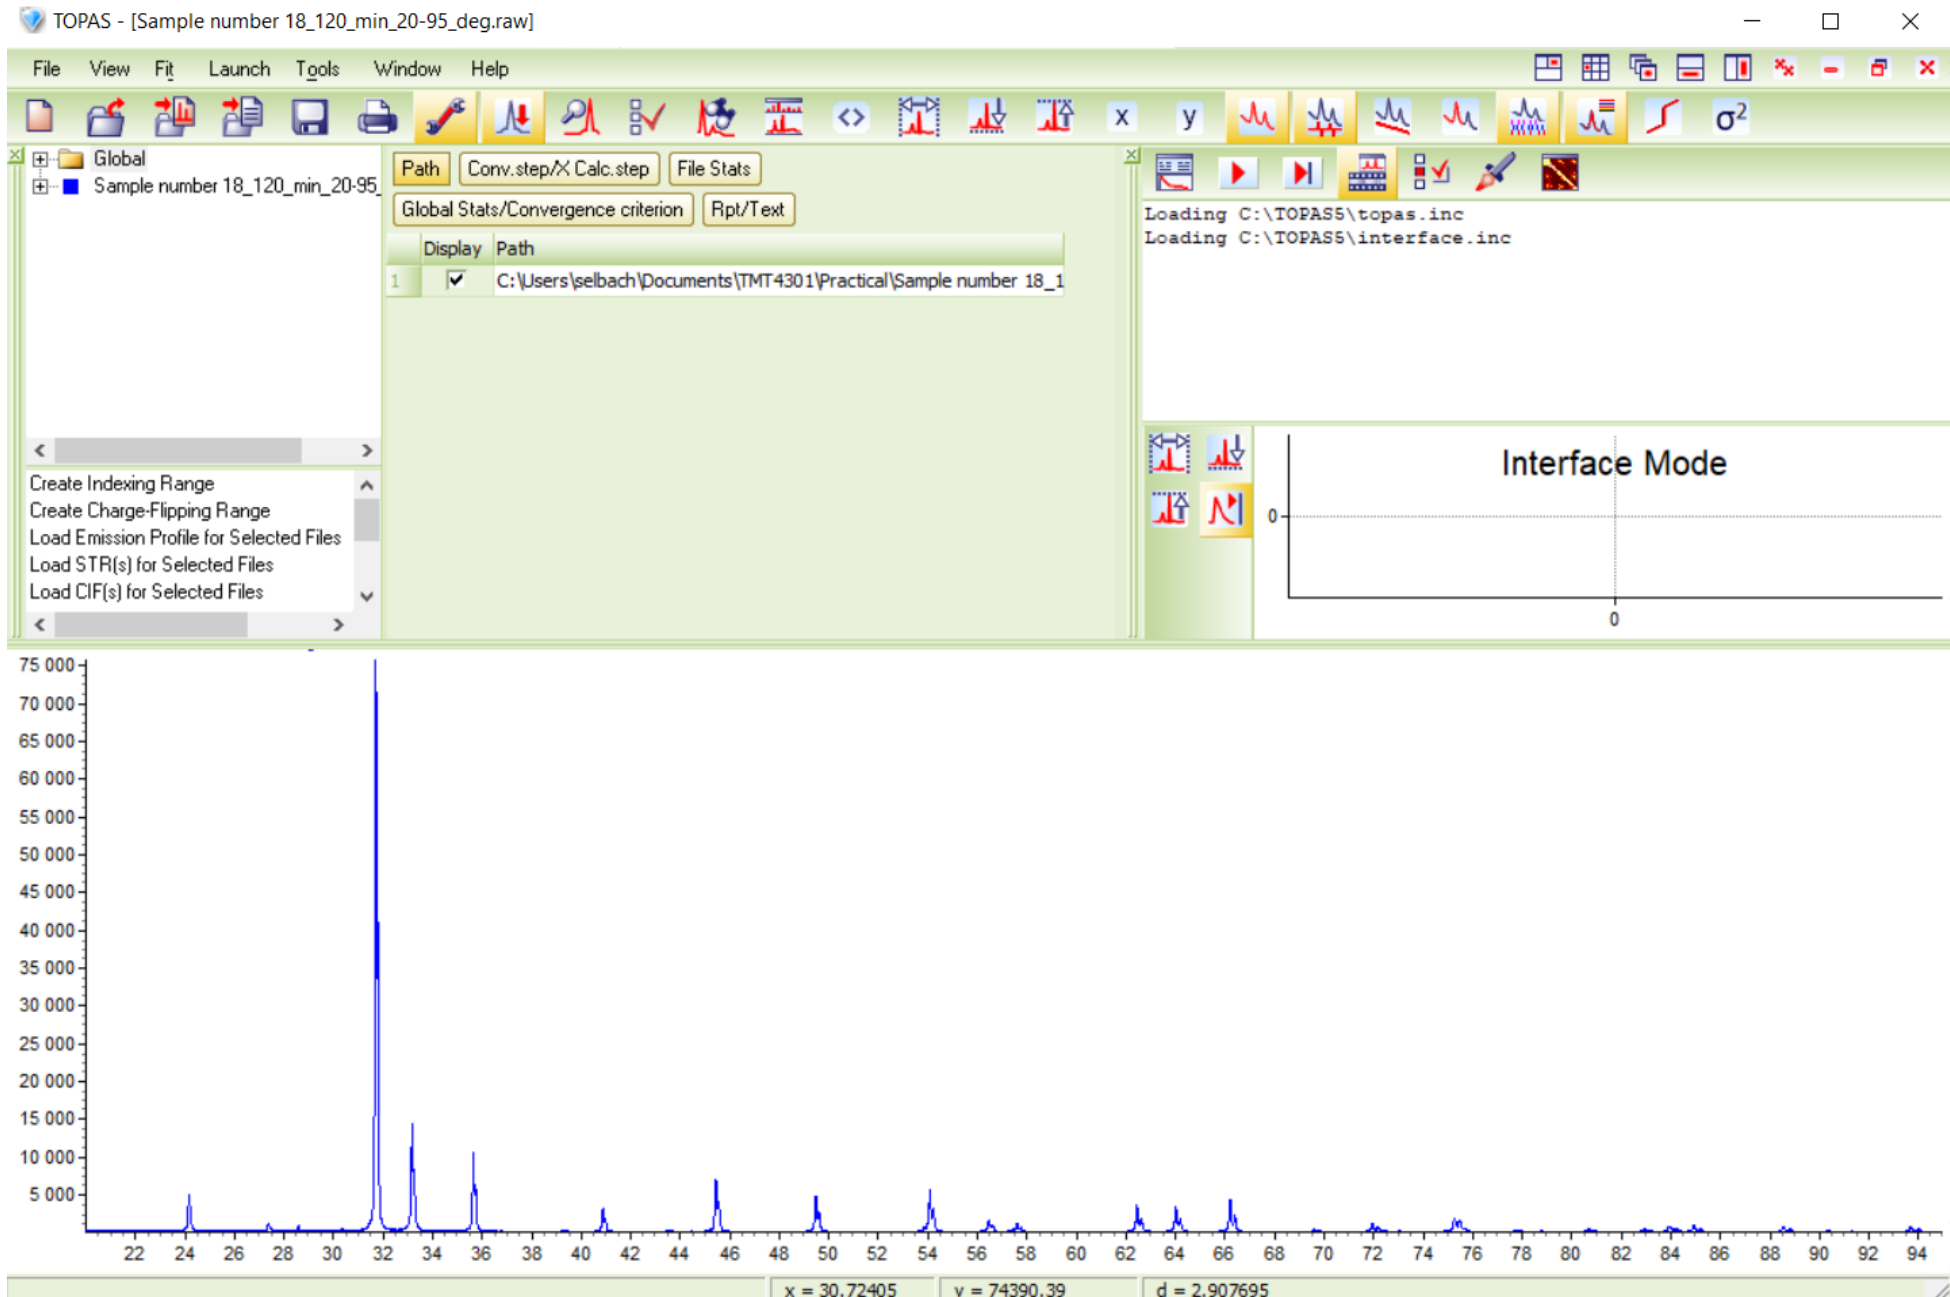 TOPAS - [Sample number 18_120_min_20-95_deg.raw]
File View Fit Launch Tools Window Help
<> x y σ²
Global
Sample number 18_120_min_20-95_
Path Conv.step/X Calc.step File Stats
Global Stats/Convergence criterion Rpt/Text
Display Path
1 C:\Users\selbach\Documents\TMT4301\Practical\Sample number 18_1
Loading C:\TOPAS5\topas.inc
Loading C:\TOPAS5\interface.inc
Create Indexing Range
Create Charge-Flipping Range
Load Emission Profile for Selected Files
Load STR(s) for Selected Files
Load CIF(s) for Selected Files
Interface Mode
0
0
75 000
70 000
65 000
60 000
55 000
50 000
45 000
40 000
35 000
30 000
25 000
20 000
15 000
10 000
5 000
22 24 26 28 30 32 34 36 38 40 42 44 46 48 50 52 54 56 58 60 62 64 66 68 70 72 74 76 78 80 82 84 86 88 90 92 94
x = 30.72405 y = 74390.39 d = 2.907695